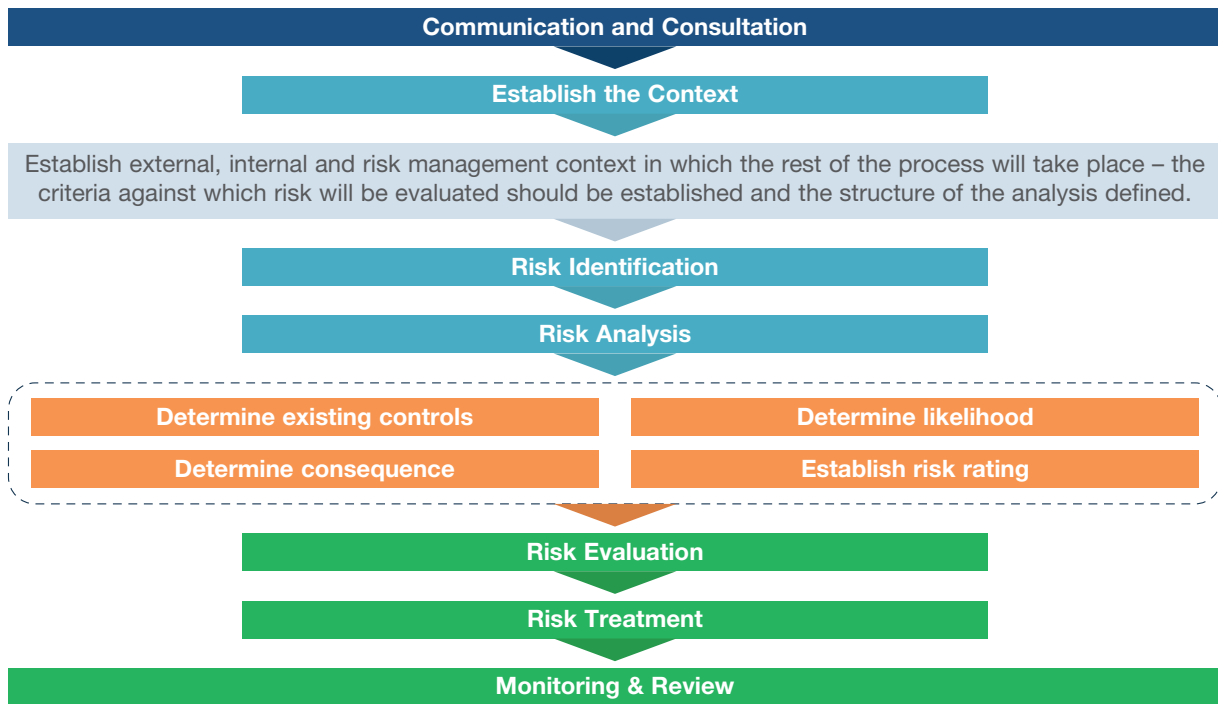 Communication and Consultation
Establish the Context
Establish external, internal and risk management context in which the rest of the process will take place – the
criteria against which risk will be evaluated should be established and the structure of the analysis defined.
Risk Identification
Risk Analysis
Determine existing controls
Determine likelihood
Determine consequence
Establish risk rating
Risk Evaluation
Risk Treatment
Monitoring & Review